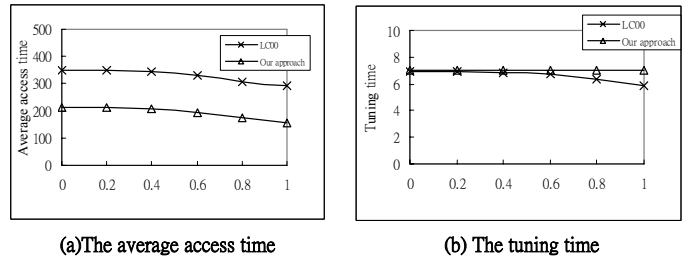 500
400
300
200
100
0
Average access time
LC00
Our approach
0 0.2 0.4 0.6 0.8 1
(a)The average access time
10
8
6
4
2
0
Tuning time
LC00
Our approach
0 0.2 0.4 0.6 0.8 1
(b) The tuning time